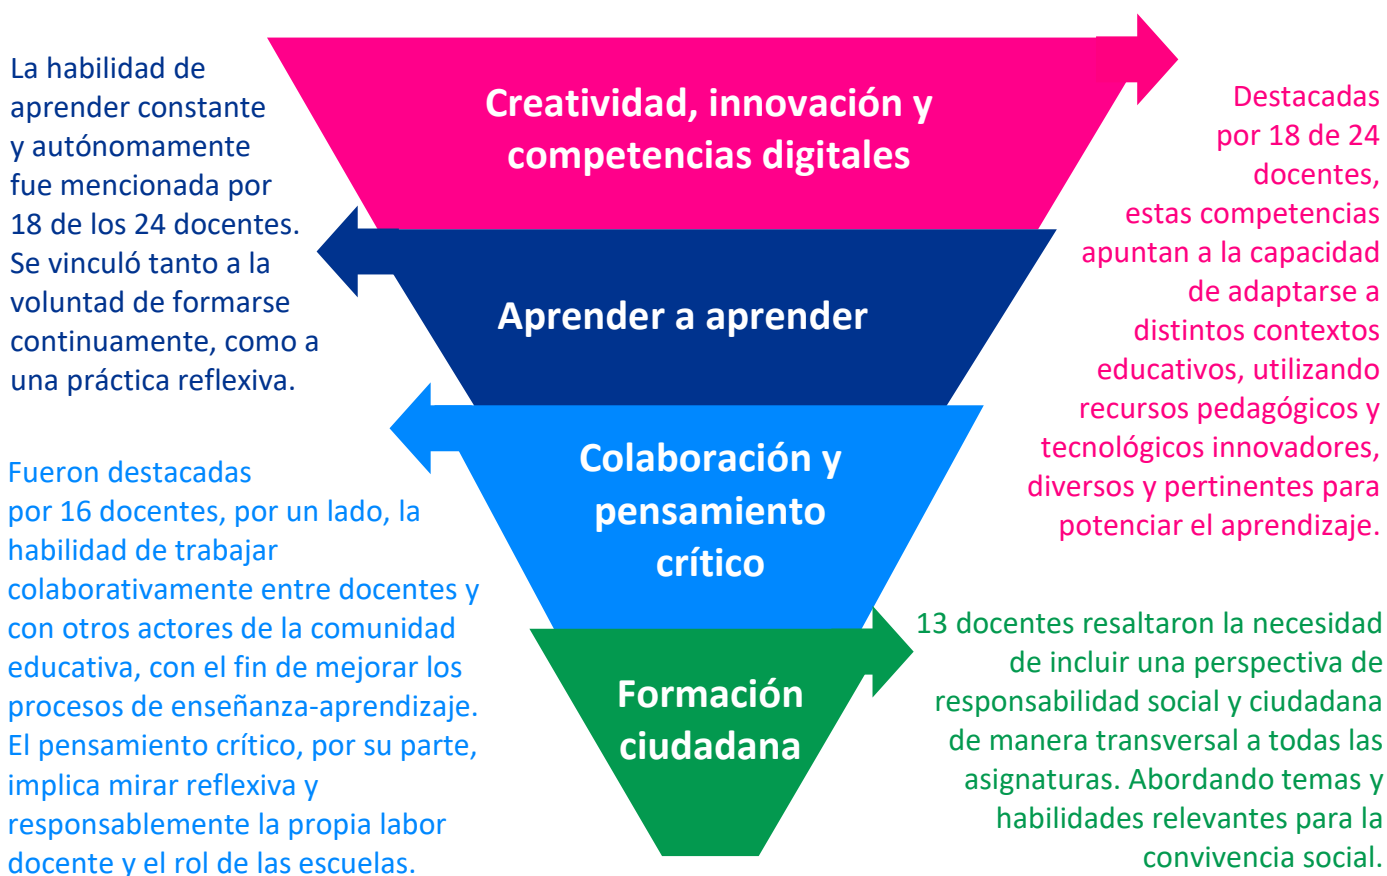 Creatividad, innovación y
competencias digitales
Destacadas
por 18 de 24
docentes,
estas competencias
apuntan a la capacidad
de adaptarse a
distintos contextos
educativos, utilizando
recursos pedagógicos y
tecnológicos innovadores,
diversos y pertinentes para
potenciar el aprendizaje.
La habilidad de
aprender constante
y autónomamente
fue mencionada por
18 de los 24 docentes.
Se vinculó tanto a la
voluntad de formarse
continuamente, como a
una práctica reflexiva.
Aprender a aprender
Colaboración y
pensamiento
crítico
Fueron destacadas
por 16 docentes, por un lado, la
habilidad de trabajar
colaborativamente entre docentes y
con otros actores de la comunidad
educativa, con el fin de mejorar los
procesos de enseñanza-aprendizaje.
El pensamiento crítico, por su parte,
implica mirar reflexiva y
responsablemente la propia labor
docente y el rol de las escuelas.
Formación
ciudadana
13 docentes resaltaron la necesidad
de incluir una perspectiva de
responsabilidad social y ciudadana
de manera transversal a todas las
asignaturas. Abordando temas y
habilidades relevantes para la
convivencia social.